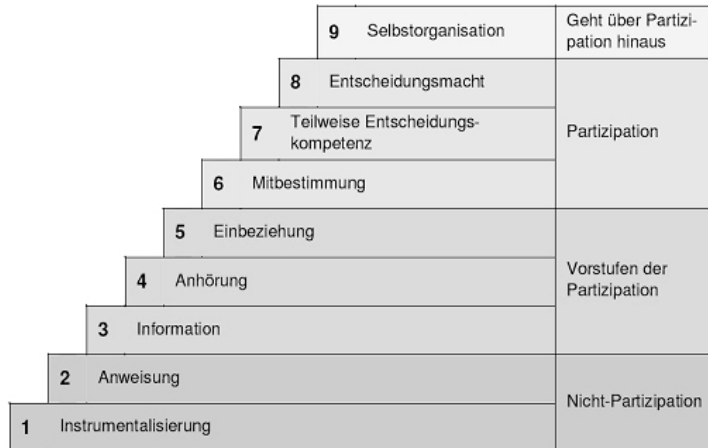 9 Selbstorganisation
Geht über Partizi-
pation hinaus
8 Entscheidungsmacht
7 Teilweise Entscheidungs-
kompetenz
Partizipation
6 Mitbestimmung
5 Einbeziehung
4 Anhörung
Vorstufen der
Partizipation
3 Information
2 Anweisung
Nicht-Partizipation
1 Instrumentalisierung